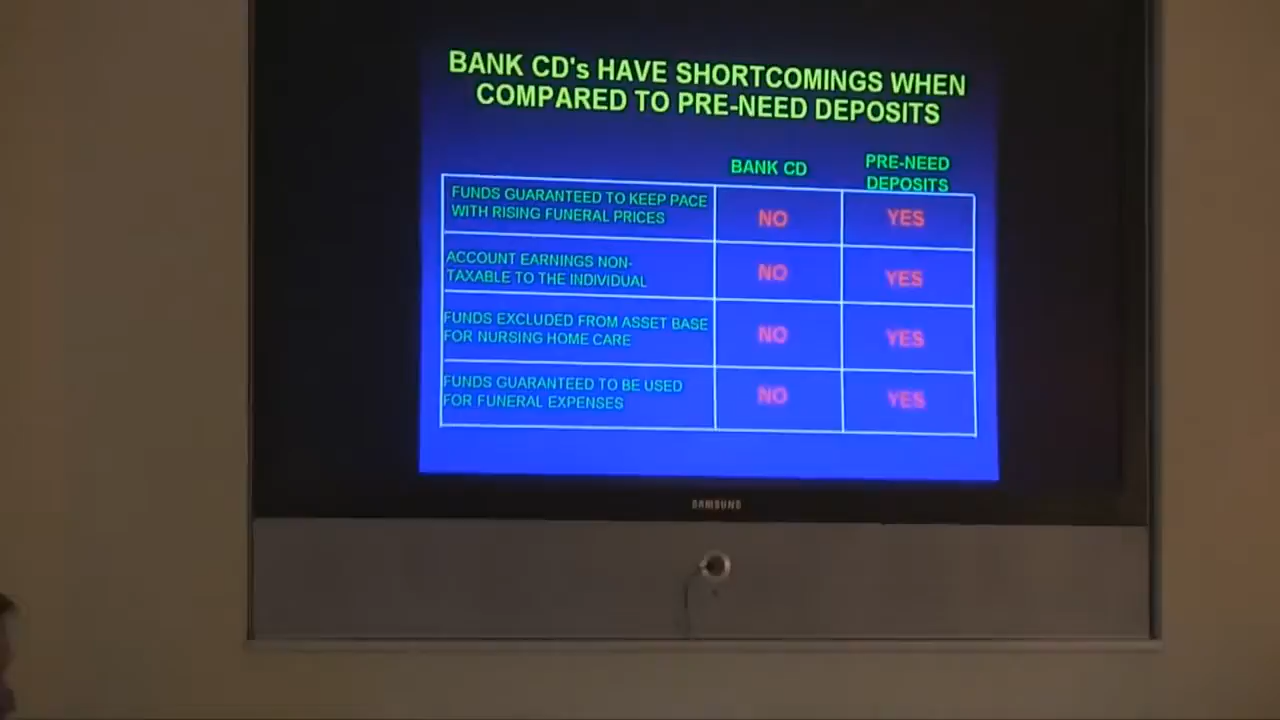 BANK CD's HAVE SHORTCOMINGS WHEN
COMPARED TO PRE-NEED DEPOSITS
BANK CD
PRE-NEED
DEPOSITS
FUNDS GUARANTEED TO KEEP PACE
WITH RISING FUNERAL PRICES
NO
YES
ACCOUNT EARNINGS NON-
TAXABLE TO THE INDIVIDUAL
NO
YES
FUNDS EXCLUDED FROM ASSET BASE
FOR NURSING HOME CARE
NO
YES
FUNDS GUARANTEED TO BE USED
FOR FUNERAL EXPENSES
NO
YES
SAMSUNG